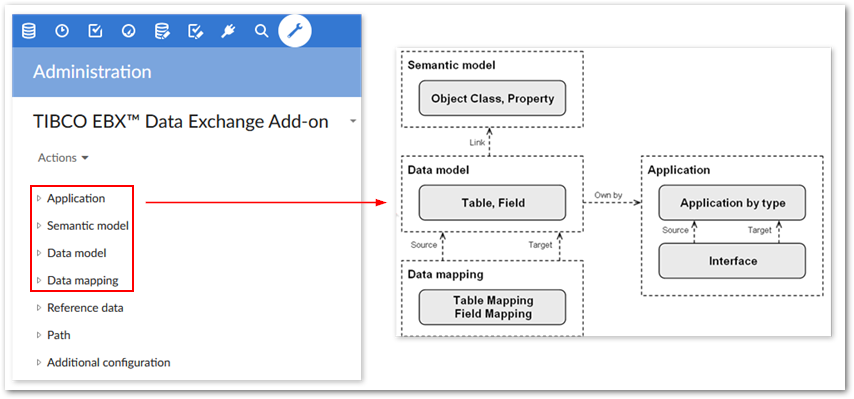 Administration
TIBCO EBX™ Data Exchange Add-on
Actions
Application
Semantic model
Data model
Data mapping
Reference data
Path
Additional configuration
Semantic model
Object Class, Property
Link
Data model
Table, Field
Own by
Application
Application by type
Source
Target
Interface
Source
Target
Data mapping
Table Mapping
Field Mapping